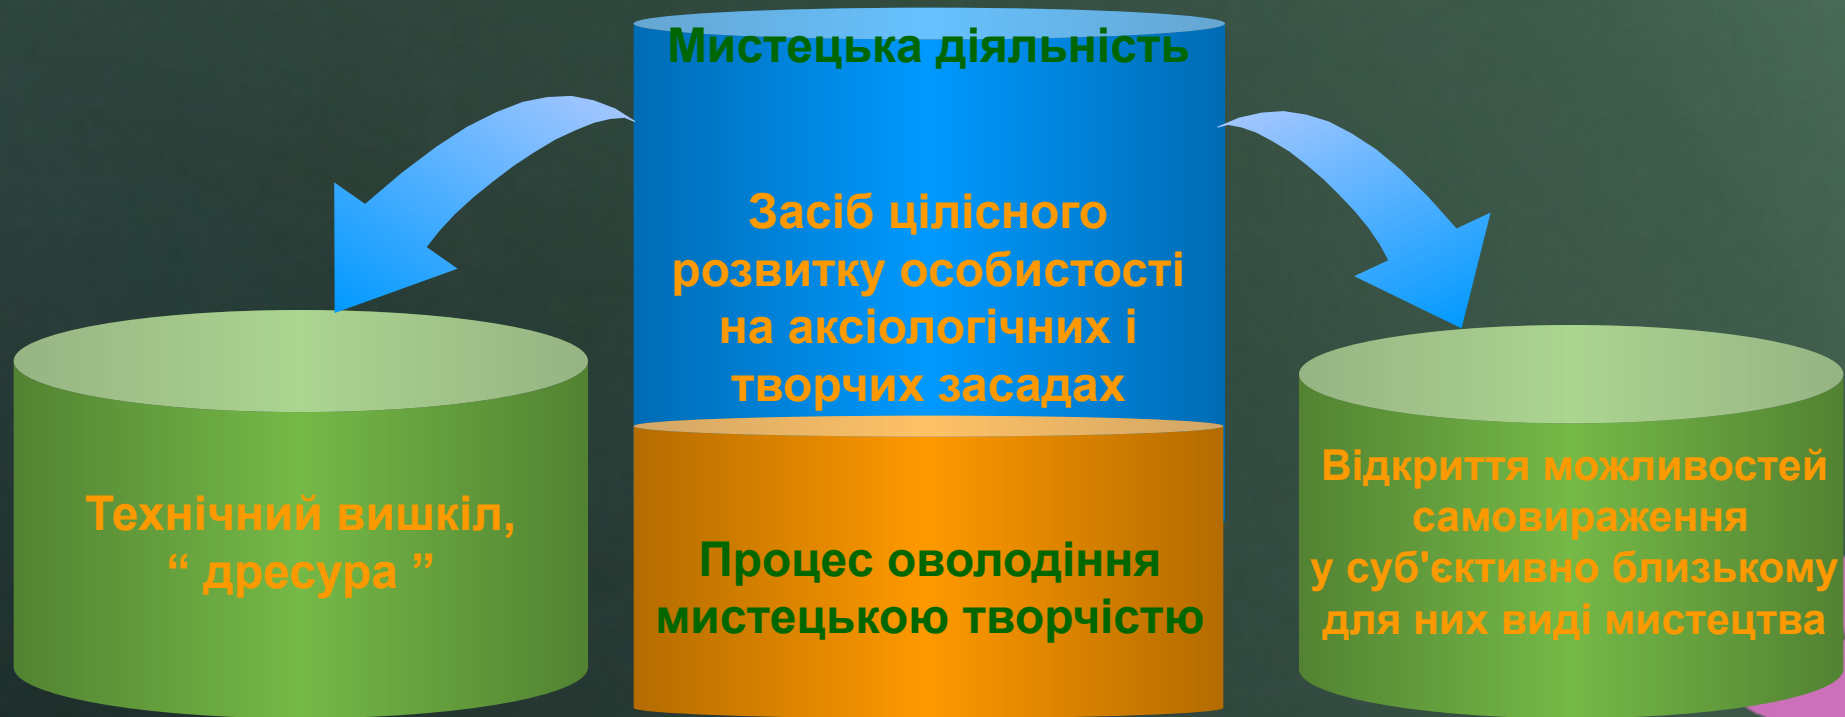 Мистецька діяльність
Засіб цілісного
розвитку особистості
на аксіологічних і
творчих засадах
Процес оволодіння
мистецькою творчістю
Технічний вишкіл,
“ дресура ”
Відкриття можливостей
самовираження
у суб'єктивно близькому
для них виді мистецтва